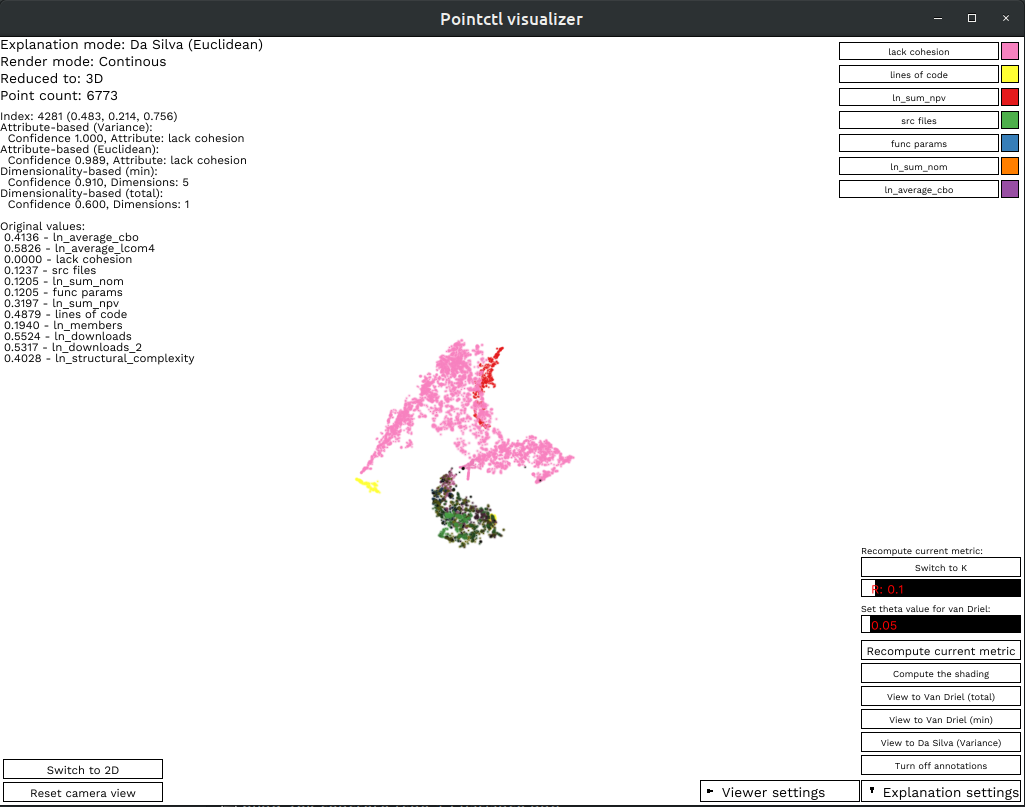 Pointctl visualizer
Explanation mode: Da Silva (Euclidean)
Render mode: Continous
Reduced to: 3D
Point count: 6773
Index: 4281 (0.483, 0.214, 0.756)
Attribute-based (Variance):
Confidence 1.000, Attribute: lack cohesion
Attribute-based (Euclidean):
Confidence 0.989, Attribute: lack cohesion
Dimensionality-based (min):
Confidence 0.910, Dimensions: 5
Dimensionality-based (total):
Confidence 0.600, Dimensions: 1
Original values:
0.4136 - ln_average_cbo
0.5826 - ln_average_lcom4
0.0000 - lack cohesion
0.1237 - src files
0.1205 - ln_sum_nom
0.1205 - func params
0.3197 - ln_sum_npv
0.4879 - lines of code
0.1940 - ln_members
0.5524 - ln_downloads
0.5317 - ln_downloads_2
0.4028 - ln_structural_complexity
lack cohesion
lines of code
ln_sum_npv
src files
func params
ln_sum_nom
ln_average_cbo
Recompute current metric:
Switch to K
R: 0.1
Set theta value for van Driel:
0.05
Recompute current metric
Compute the shading
View to Van Driel (total)
View to Van Driel (min)
View to Da Silva (Variance)
Turn off annotations
Switch to 2D
Reset camera view
Viewer settings
Explanation settings